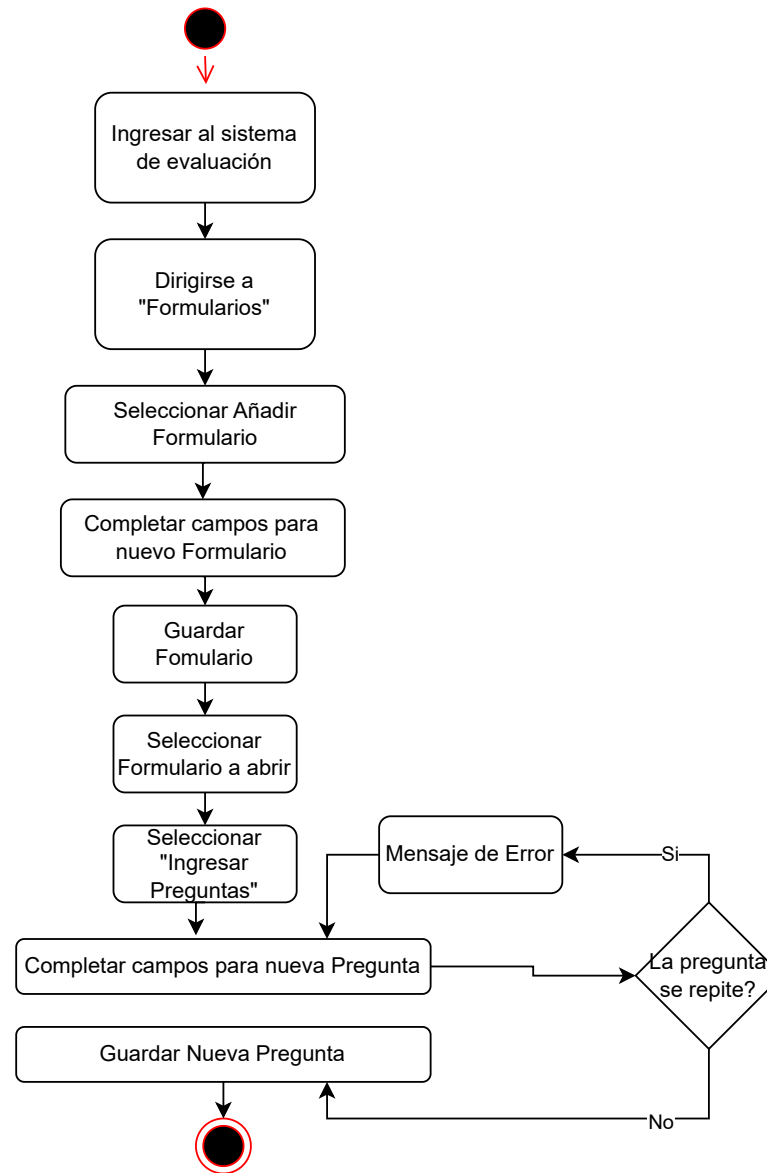 Ingresar al sistema
de evaluación
Dirigirse a
"Formularios"
Seleccionar Añadir
Formulario
Completar campos para
nuevo Formulario
Guardar
Fomulario
Seleccionar
Formulario a abrir
Seleccionar
"Ingresar
Preguntas"
Mensaje de Error
Si
Completar campos para nueva Pregunta
La pregunta
se repite?
Guardar Nueva Pregunta
No